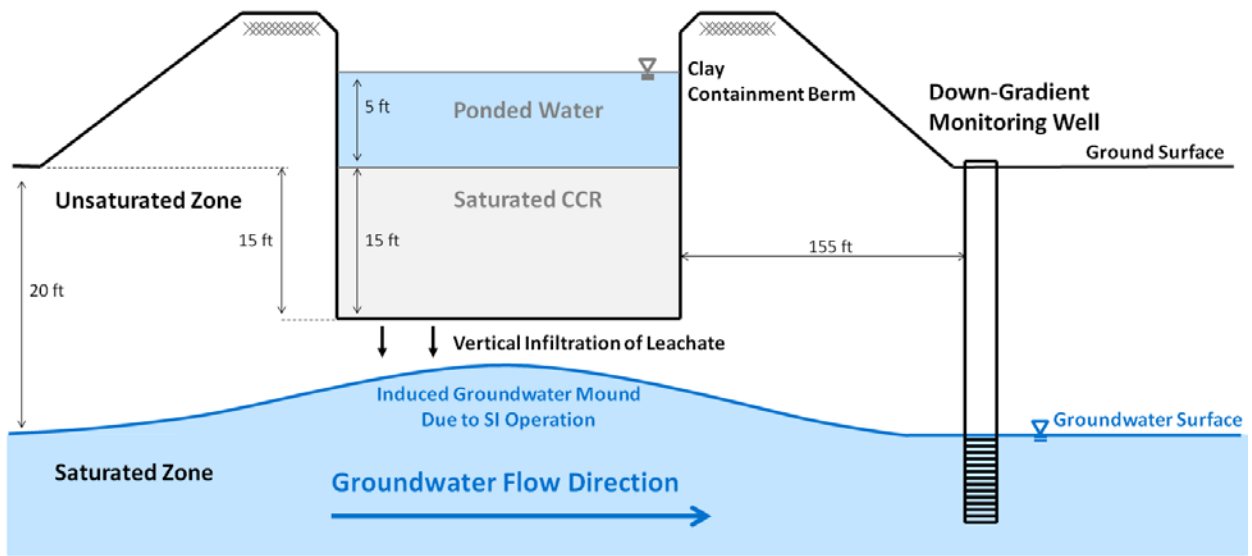 Clay
Containment Berm
Down-Gradient
Monitoring Well
5 ft
Ponded Water
Ground Surface
Unsaturated Zone
Saturated CCR
15 ft
15 ft
155 ft
20 ft
Vertical Infiltration of Leachate
Induced Groundwater Mound
Due to SI Operation
Groundwater Surface
Saturated Zone
Groundwater Flow Direction